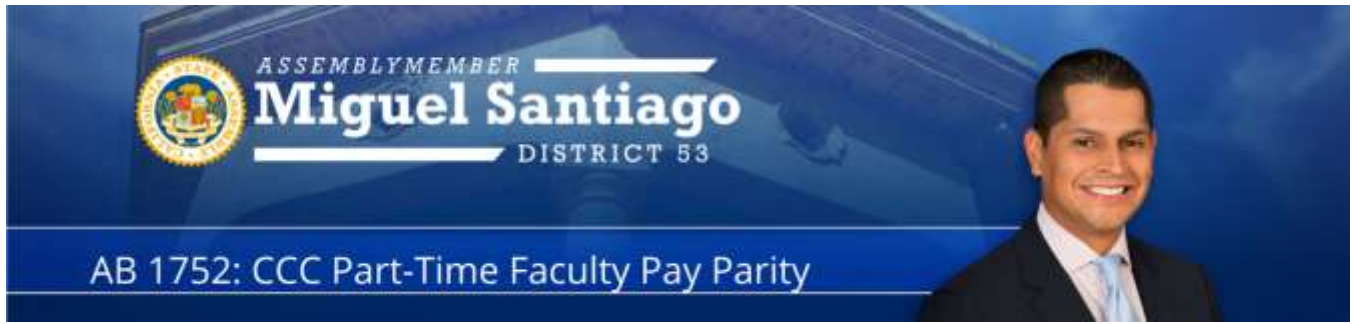 ASSEMBLYMEMBER
Miguel Santiago
DISTRICT 53
AB 1752: CCC Part-Time Faculty Pay Parity